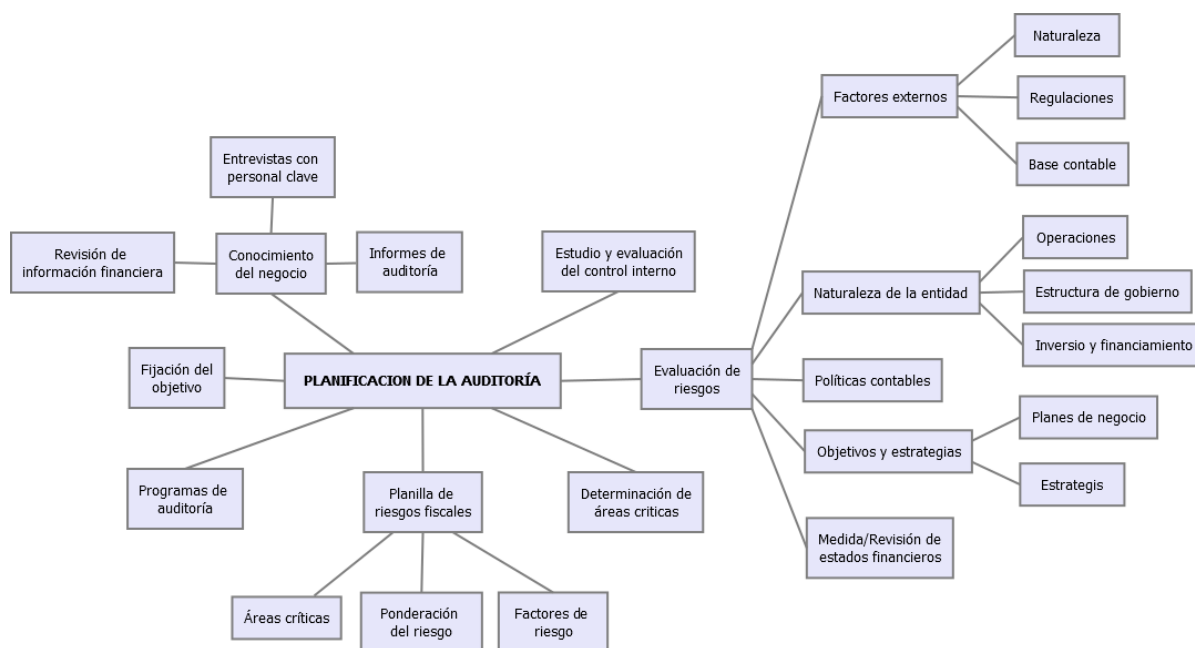 Naturaleza
Factores externos
Regulaciones
Base contable
Entrevistas con
personal clave
Revisión de
información financiera
Conocimiento
del negocio
Informes de
auditoría
Estudio y evaluación
del control interno
Operaciones
Naturaleza de la entidad
Estructura de gobierno
Inversio y financiamiento
Fijación del
objetivo
PLANIFICACION DE LA AUDITORÍA
Evaluación de
riesgos
Políticas contables
Planes de negocio
Objetivos y estrategias
Estrategis
Programas de
auditoría
Planilla de
riesgos fiscales
Determinación de
áreas criticas
Medida/Revisión de
estados financieros
Áreas críticas
Ponderación
del riesgo
Factores de
riesgo